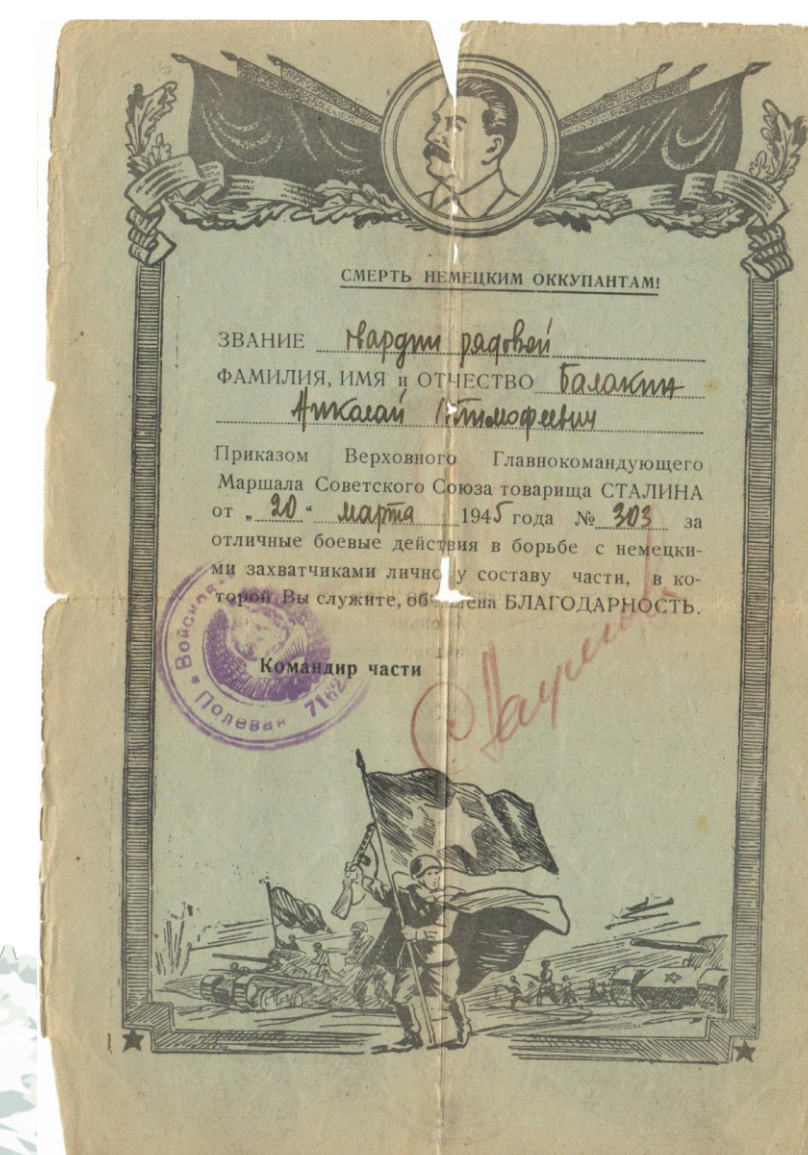 СМЕРТЬ НЕМЕЦКИМ ОККУПАНТАМ!
ЗВАНИЕ гвардии рядовой
ФАМИЛИЯ, ИМЯ и ОТЧЕСТВО Балакин
Николай Тимофеевич
Приказом Верховного Главнокомандующего
Маршала Советского Союза товарища СТАЛИНА
от „20" марта 1945 года № 303 за
отличные боевые действия в борьбе с немецки-
ми захватчиками личному составу части, в ко-
торой Вы служите, объявлена БЛАГОДАРНОСТЬ.
Командир части
Полевая 7162